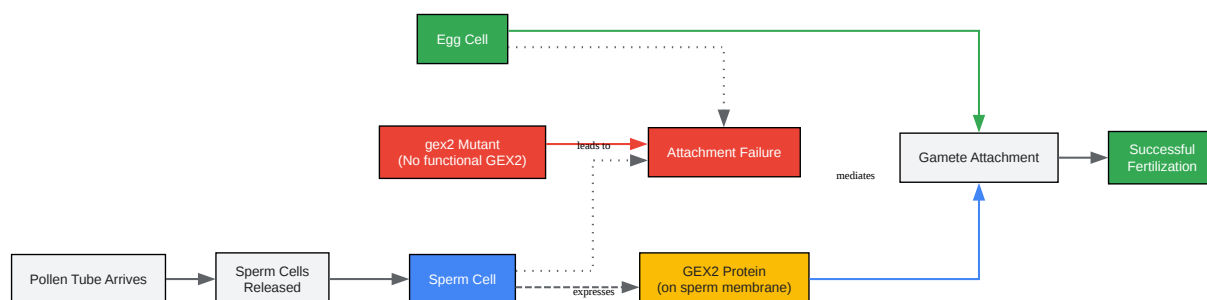 Egg Cell
gex2 Mutant
(No functional GEX2)
leads to
Attachment Failure
Gamete Attachment
Successful
Fertilization
mediates
Pollen Tube Arrives
Sperm Cells
Released
Sperm Cell
expresses
GEX2 Protein
(on sperm membrane)